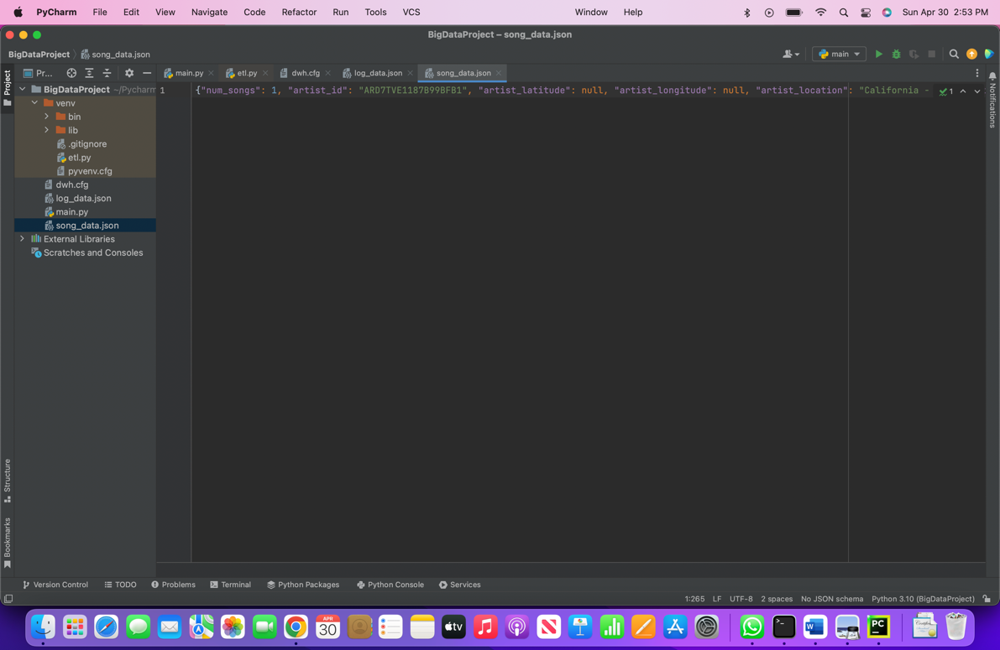 PyCharm File Edit View Navigate Code Refactor Run Tools VCS Window Help Sun Apr 30 2:53 PM
BigDataProject – song_data.json
BigDataProject song_data.json main
Project
Pr...
main.py etl.py dwh.cfg log_data.json song_data.json
BigDataProject ~/Pycharm
1 {"num_songs": 1, "artist_id": "ARD7TVE1187B99BFB1", "artist_latitude": null, "artist_longitude": null, "artist_location": "California -
1
venv
bin
lib
.gitignore
etl.py
pyvenv.cfg
dwh.cfg
log_data.json
main.py
song_data.json
External Libraries
Scratches and Consoles
Notifications
Structure
Bookmarks
Version Control TODO Problems Terminal Python Packages Python Console Services
1:265 LF UTF-8 2 spaces No JSON schema Python 3.10 (BigDataProject)
APR
30
tv
PC